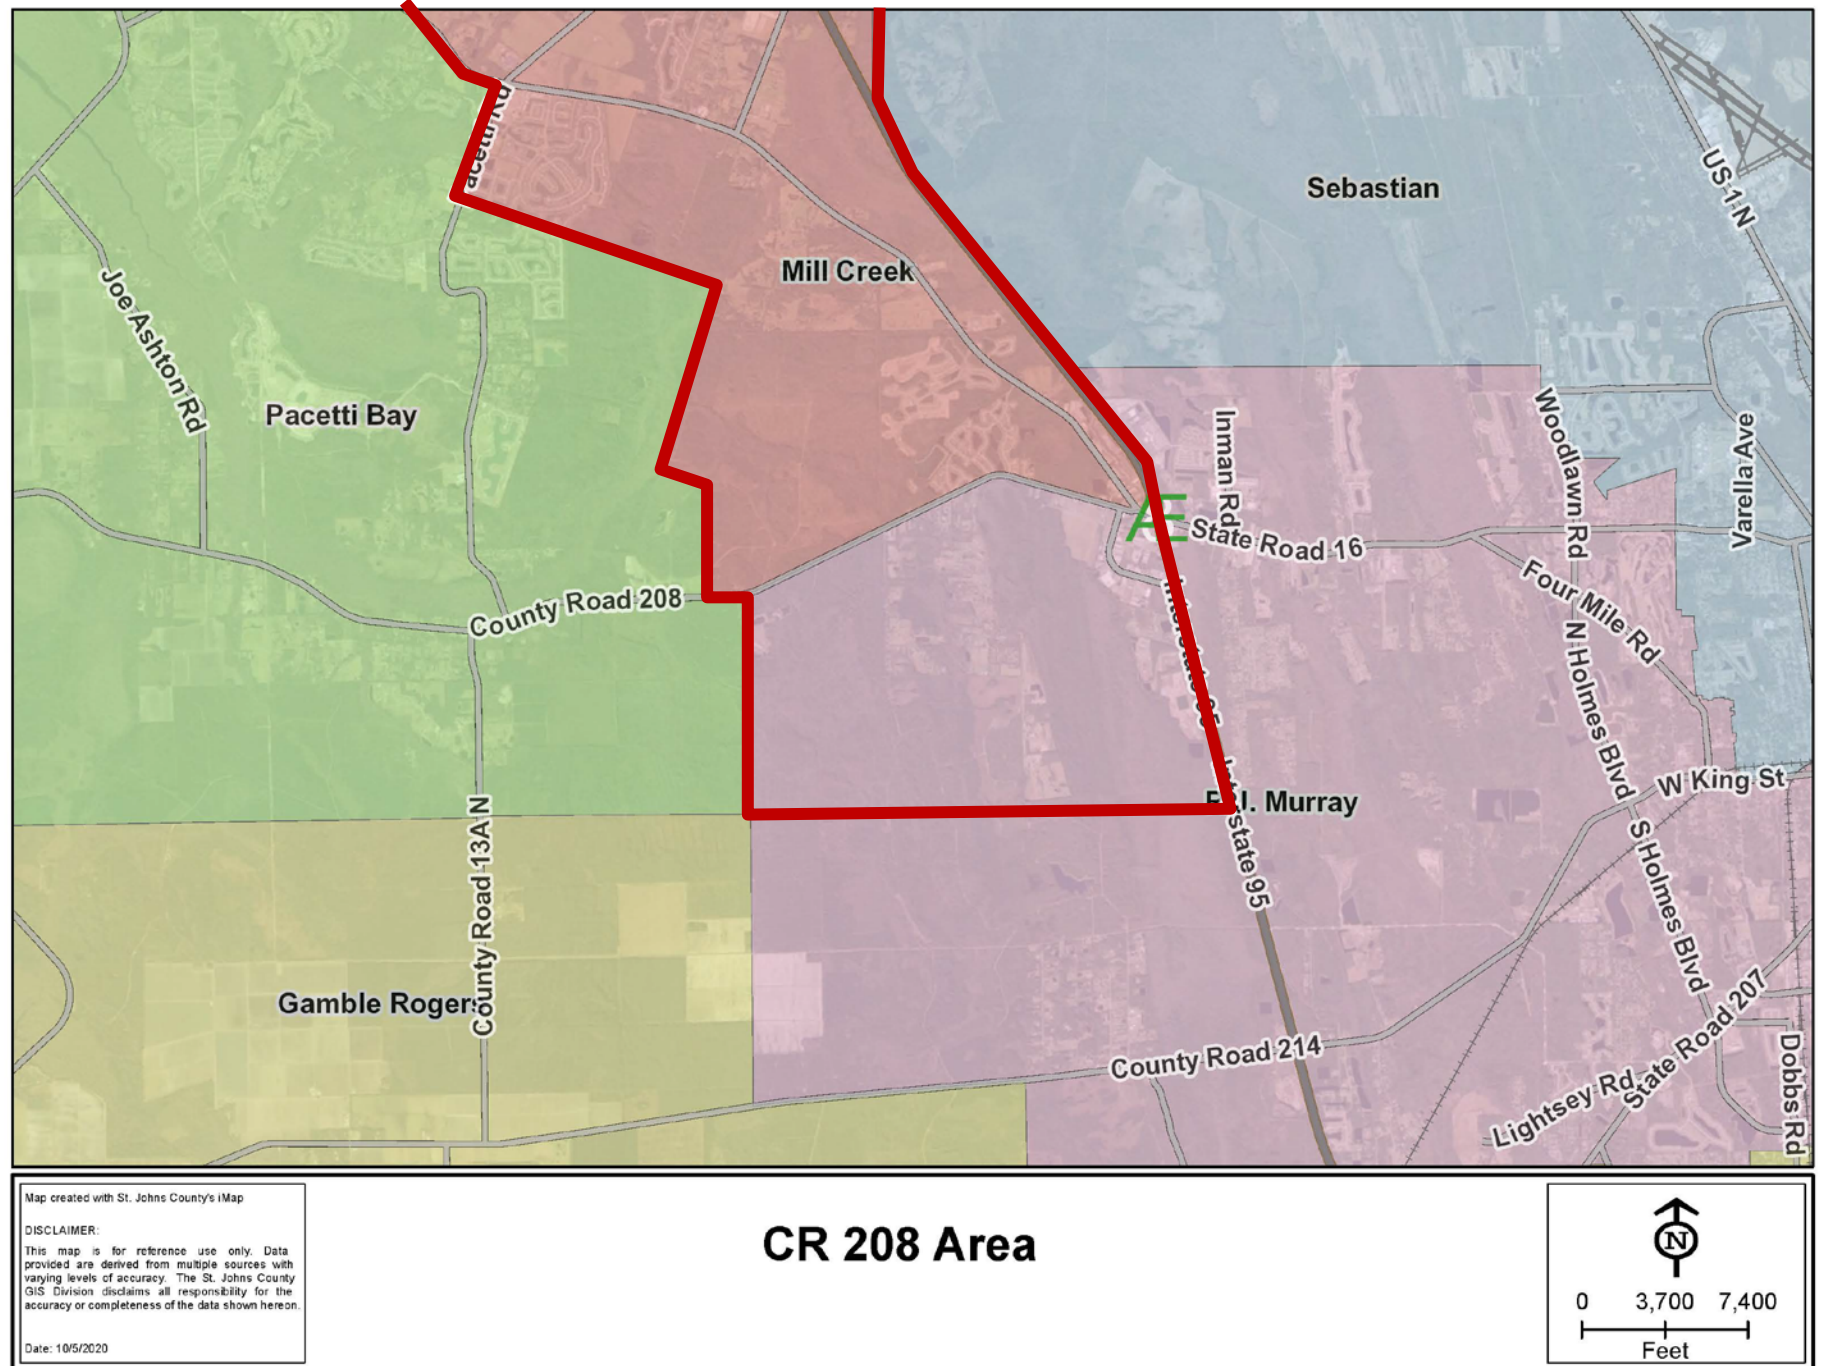 acetti Rd
Sebastian
US 1 N
Mill Creek
Joe Ashton Rd
Pacetti Bay
Inman Rd
Woodlawn Rd
Varella Ave
Æ
State Road 16
Four Mile Rd
County Road 208
Interstate 95
N Holmes Blvd
W King St
Murray
Interstate 95
S Holmes Blvd
County Road 13A N
Gamble Rogers
State Road 207
County Road 214
Lightsey Rd
Dobbs Rd
Map created with St. Johns County's iMap
DISCLAIMER:
This map is for reference use only. Data
provided are derived from multiple sources with
varying levels of accuracy. The St. Johns County
GIS Division disclaims all responsibility for the
accuracy or completeness of the data shown hereon.
Date: 10/5/2020
CR 208 Area
N
0 3,700 7,400
Feet